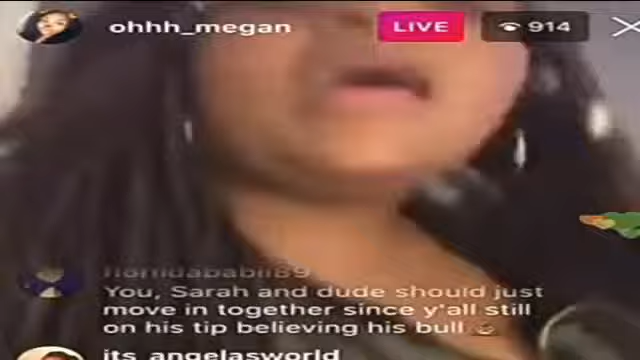 ohhh_megan
LIVE
914
You, Sarah and dude should just
move in together since y'all still
on his tip believing his bull
its_angelasworld